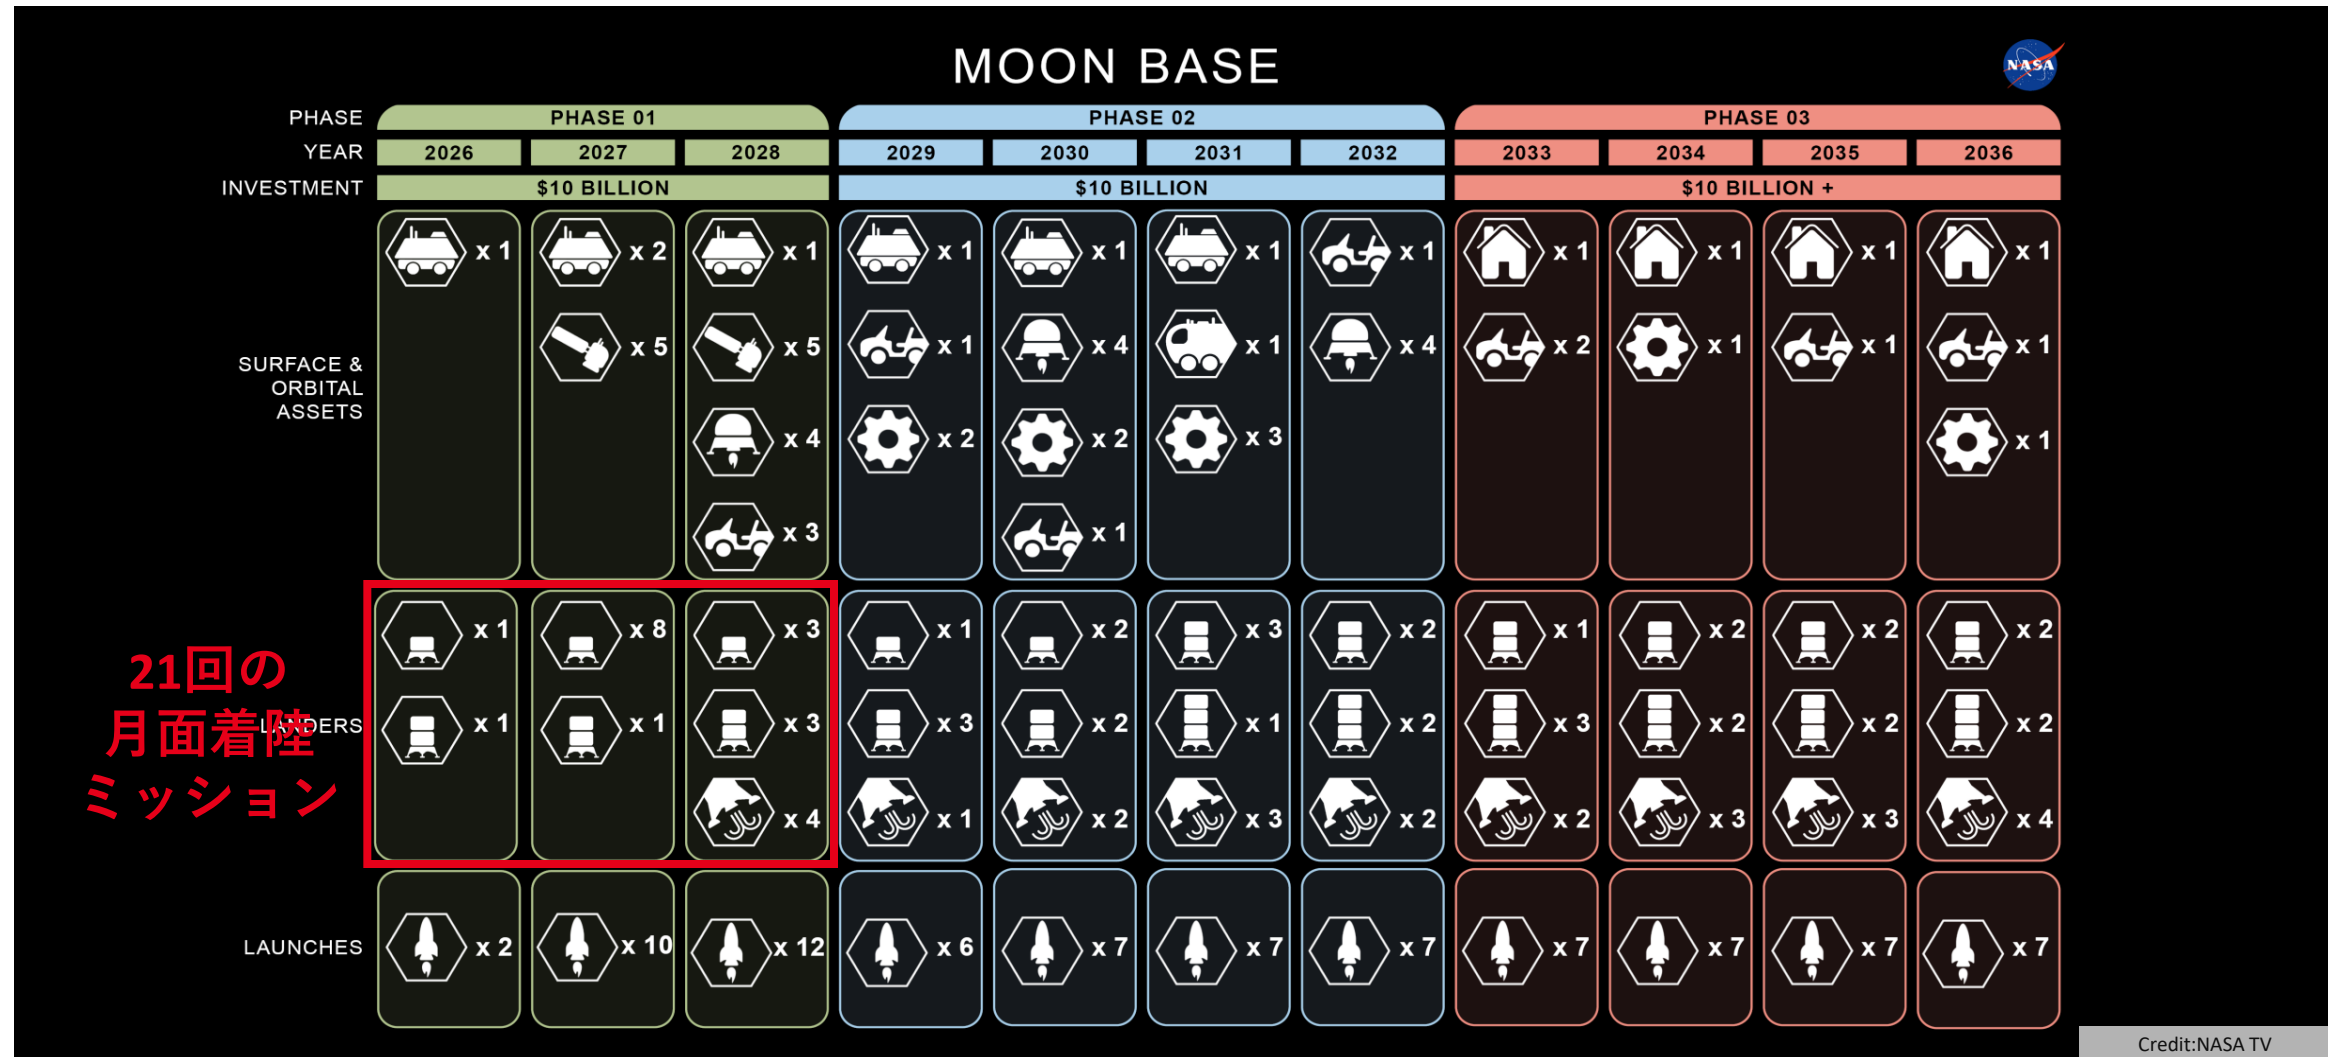 MOON BASE
NASA
PHASE PHASE 01 PHASE 02 PHASE 03
YEAR 2026 2027 2028 2029 2030 2031 2032 2033 2034 2035 2036
INVESTMENT $10 BILLION $10 BILLION $10 BILLION +
x 1 x 2 x 1 x 1 x 1 x 1 x 1 x 1 x 1 x 1 x 1
SURFACE &
ORBITAL
ASSETS
x 5 x 5 x 1 x 4 x 1 x 4 x 2 x 1 x 1 x 1
x 4 x 2 x 2 x 3 x 1
x 3 x 1
21回の
月面着陸
ミッション
LANDERS
x 1 x 8 x 3 x 1 x 2 x 3 x 2 x 1 x 2 x 2 x 2
x 1 x 1 x 3 x 3 x 2 x 1 x 2 x 3 x 2 x 2 x 2
x 4 x 1 x 2 x 3 x 2 x 2 x 3 x 3 x 4
LAUNCHES x 2 x 10 x 12 x 6 x 7 x 7 x 7 x 7 x 7 x 7 x 7
Credit:NASA TV